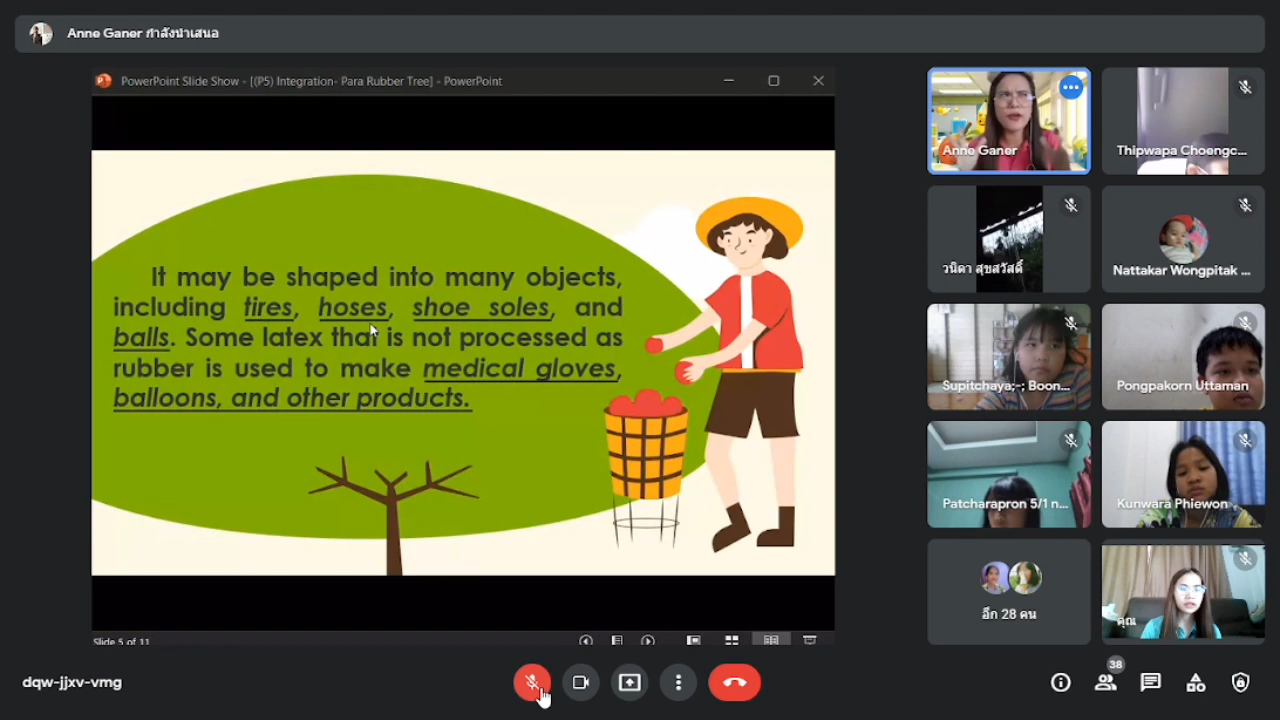 Anne Ganer กำลังนำเสนอ
PowerPoint Slide Show - [(P5) Integration- Para Rubber Tree] - PowerPoint
It may be shaped into many objects,
including tires, hoses, shoe soles, and
balls. Some latex that is not processed as
rubber is used to make medical gloves,
balloons, and other products.
Slide 5 of 11
Anne Ganer
Thipwapa Choengc...
วนิดา สุขสวัสดิ์
Nattakar Wongpitak ...
Supitchaya;-; Boon...
Pongpakorn Uttaman
Patcharapron 5/1 n...
Kunwara Phiewon
อีก 28 คน
คุณ
dqw-jjxv-vmg
38